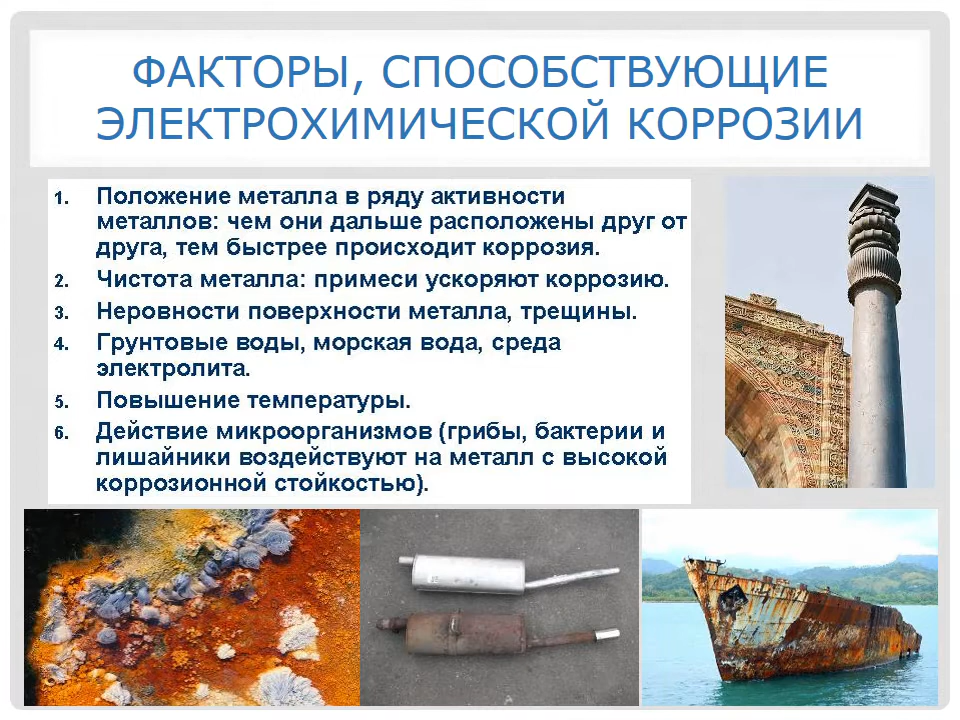 ФАКТОРЫ, СПОСОБСТВУЮЩИЕ
ЭЛЕКТРОХИМИЧЕСКОЙ КОРРОЗИИ
1. Положение металла в ряду активности
металлов: чем они дальше расположены друг от
друга, тем быстрее происходит коррозия.
2. Чистота металла: примеси ускоряют коррозию.
3. Неровности поверхности металла, трещины.
4. Грунтовые воды, морская вода, среда
электролита.
5. Повышение температуры.
6. Действие микроорганизмов (грибы, бактерии и
лишайники воздействуют на металл с высокой
коррозионной стойкостью).